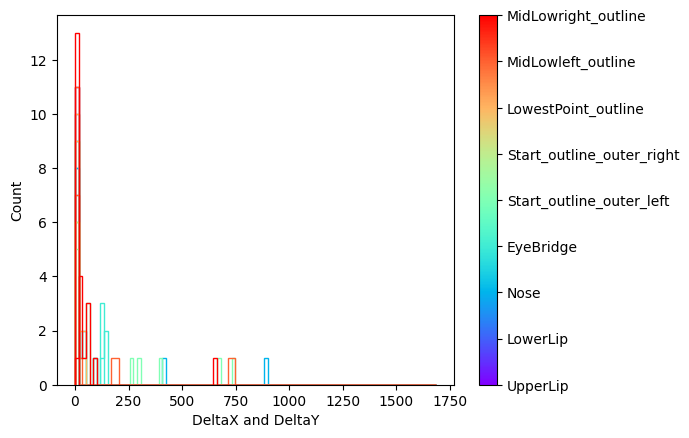 12
10
8
6
4
2
0
Count
0
250
500
750
1000
1250
1500
1750
DeltaX and DeltaY
MidLowright_outline
MidLowleft_outline
LowestPoint_outline
Start_outline_outer_right
Start_outline_outer_left
EyeBridge
Nose
LowerLip
UpperLip